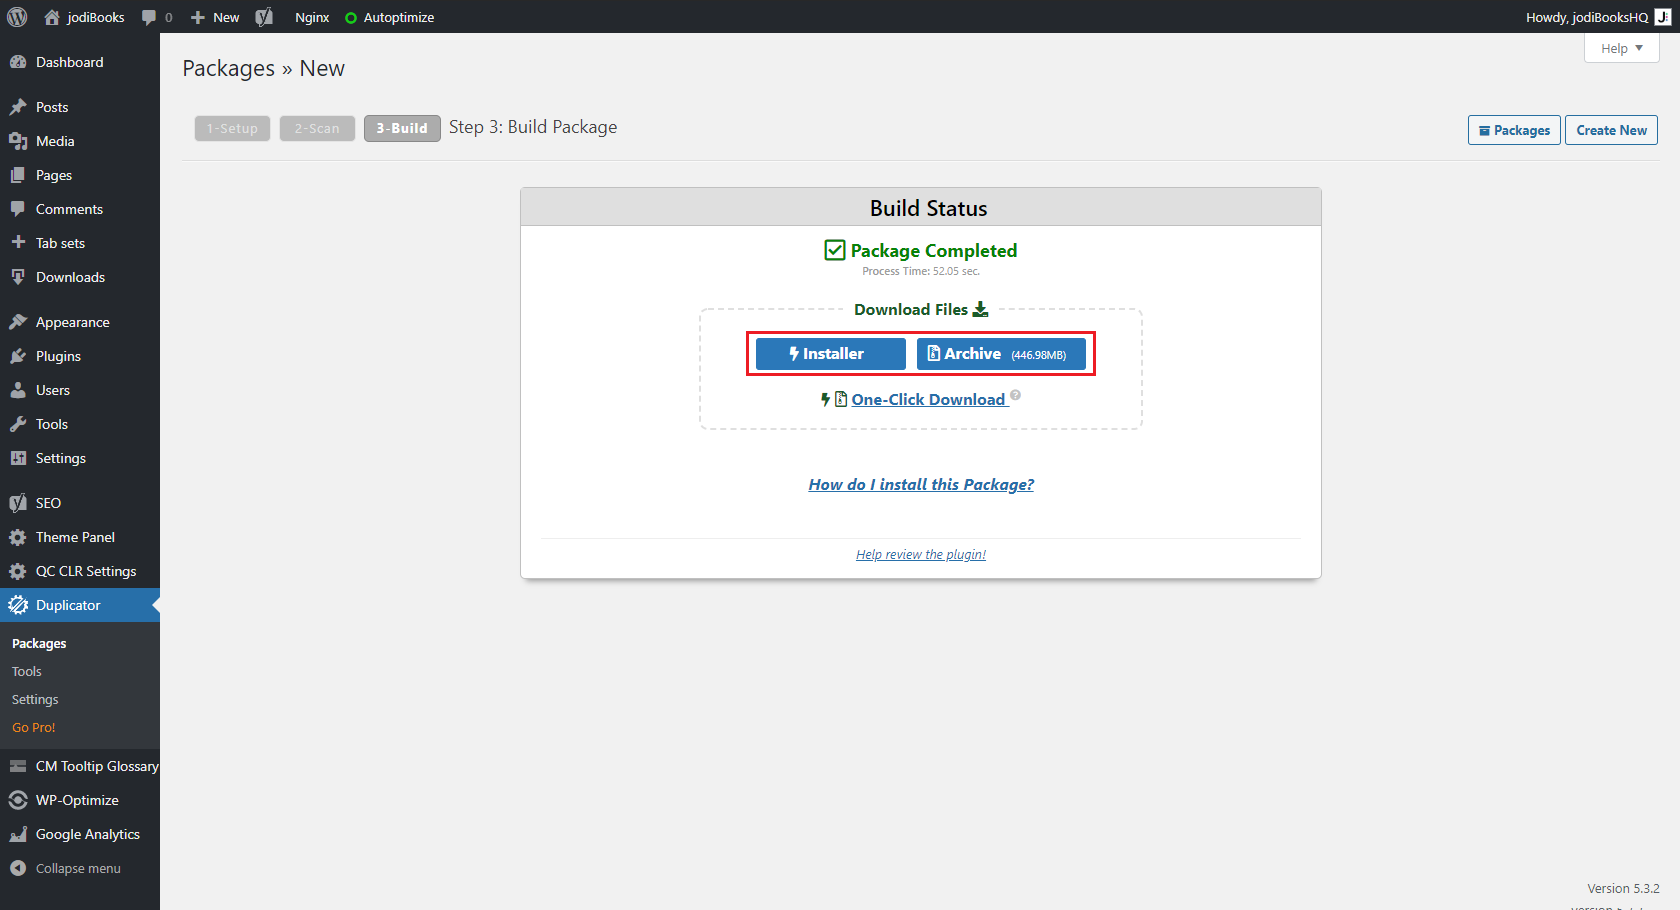 jodiBooks 0 New Nginx Autoptimize Howdy, jodiBooksHQ
Help
Dashboard
Posts
Media
Pages
Comments
Tab sets
Downloads
Appearance
Plugins
Users
Tools
Settings
SEO
Theme Panel
QC CLR Settings
Duplicator
Packages
Tools
Settings
Go Pro!
CM Tooltip Glossary
WP-Optimize
Google Analytics
Collapse menu
Packages » New
1-Setup 2-Scan 3-Build Step 3: Build Package
Packages Create New
Build Status
Package Completed
Process Time: 52.05 sec.
Download Files
Installer Archive (446.98MB)
One-Click Download ?
How do I install this Package?
Help review the plugin!
Version 5.3.2